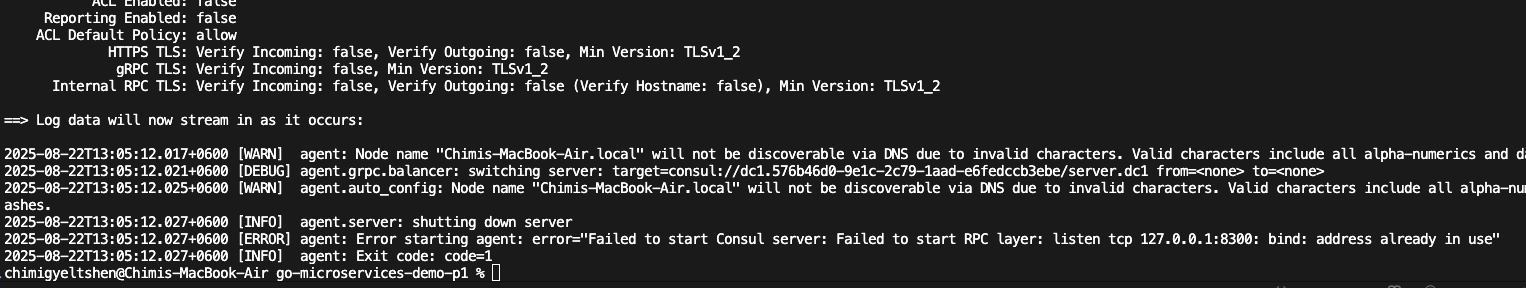 ACL Enabled: false
Reporting Enabled: false
ACL Default Policy: allow
HTTPS TLS: Verify Incoming: false, Verify Outgoing: false, Min Version: TLSv1_2
gRPC TLS: Verify Incoming: false, Min Version: TLSv1_2
Internal RPC TLS: Verify Incoming: false, Verify Outgoing: false (Verify Hostname: false), Min Version: TLSv1_2
==> Log data will now stream in as it occurs:
2025-08-22T13:05:12.017+0600 [WARN]  agent: Node name "Chimis-MacBook-Air.local" will not be discoverable via DNS due to invalid characters. Valid characters include all alpha-numerics and da
2025-08-22T13:05:12.021+0600 [DEBUG] agent.grpc.balancer: switching server: target=consul://dc1.576b46d0-9e1c-2c79-1aad-e6fedccb3ebe/server.dc1 from=<none> to=<none>
2025-08-22T13:05:12.025+0600 [WARN]  agent.auto_config: Node name "Chimis-MacBook-Air.local" will not be discoverable via DNS due to invalid characters. Valid characters include all alpha-nu
ashes.
2025-08-22T13:05:12.027+0600 [INFO]  agent.server: shutting down server
2025-08-22T13:05:12.027+0600 [ERROR] agent: Error starting agent: error="Failed to start Consul server: Failed to start RPC layer: listen tcp 127.0.0.1:8300: bind: address already in use"
2025-08-22T13:05:12.027+0600 [INFO]  agent: Exit code: code=1
chimigyeltshen@Chimis-MacBook-Air go-microservices-demo-p1 %